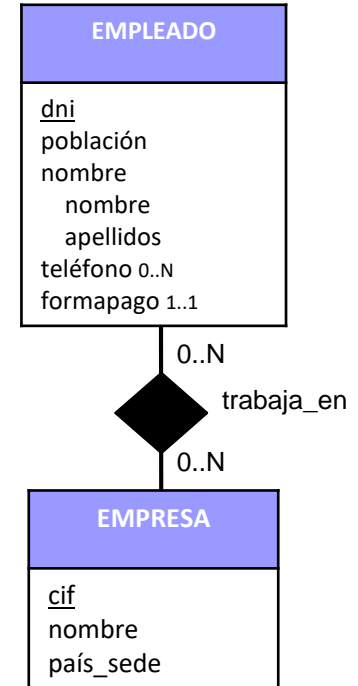 EMPLEADO
dni
población
nombre
nombre
apellidos
teléfono 0..N
formapago 1..1
0..N
trabaja_en
0..N
EMPRESA
cif
nombre
país_sede